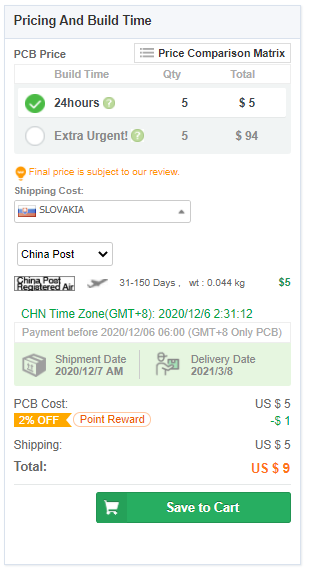 Pricing And Build Time
PCB Price
Price Comparison Matrix
Build Time Qty Total
24hours ? 5 $ 5
Extra Urgent! ? 5 $ 94
Final price is subject to our review.
Shipping Cost:
SLOVAKIA
China Post
China Post
Registered Air
31-150 Days , wt : 0.044 kg $5
CHN Time Zone(GMT+8): 2020/12/6 2:31:12
Payment before 2020/12/06 06:00 (GMT+8 Only PCB)
Shipment Date
2020/12/7 AM
Delivery Date
2021/3/8
PCB Cost: US $ 5
2% OFF Point Reward -$ 1
Shipping: US $ 5
Total: US $ 9
Save to Cart